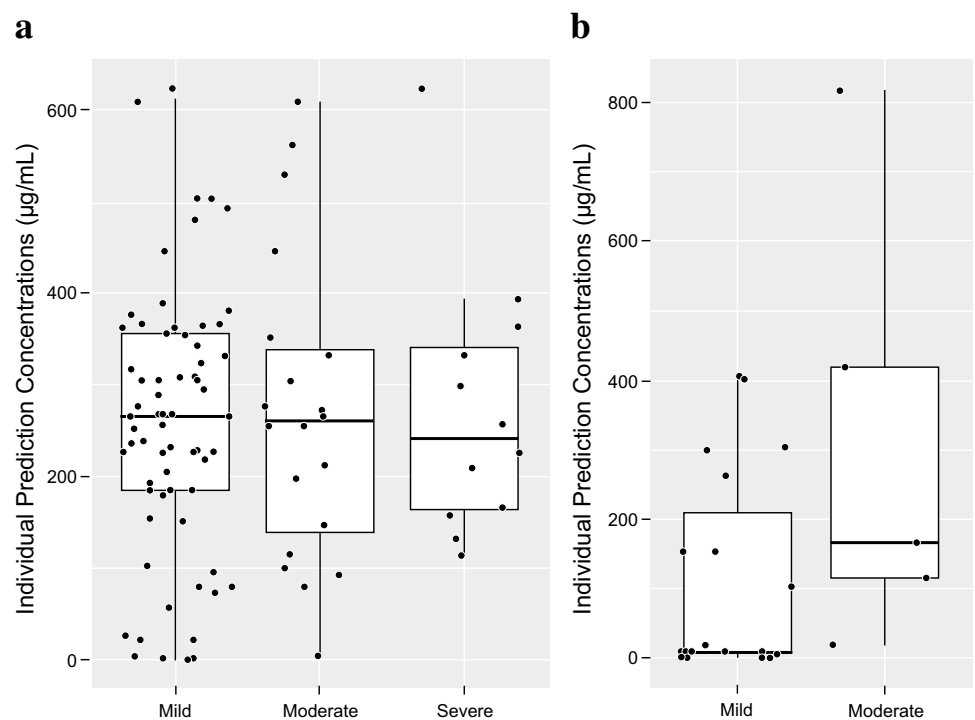 a
b
Individual Prediction Concentrations (µg/mL)
600
400
200
0
Mild
Moderate
Severe
Individual Prediction Concentrations (µg/mL)
800
600
400
200
0
Mild
Moderate